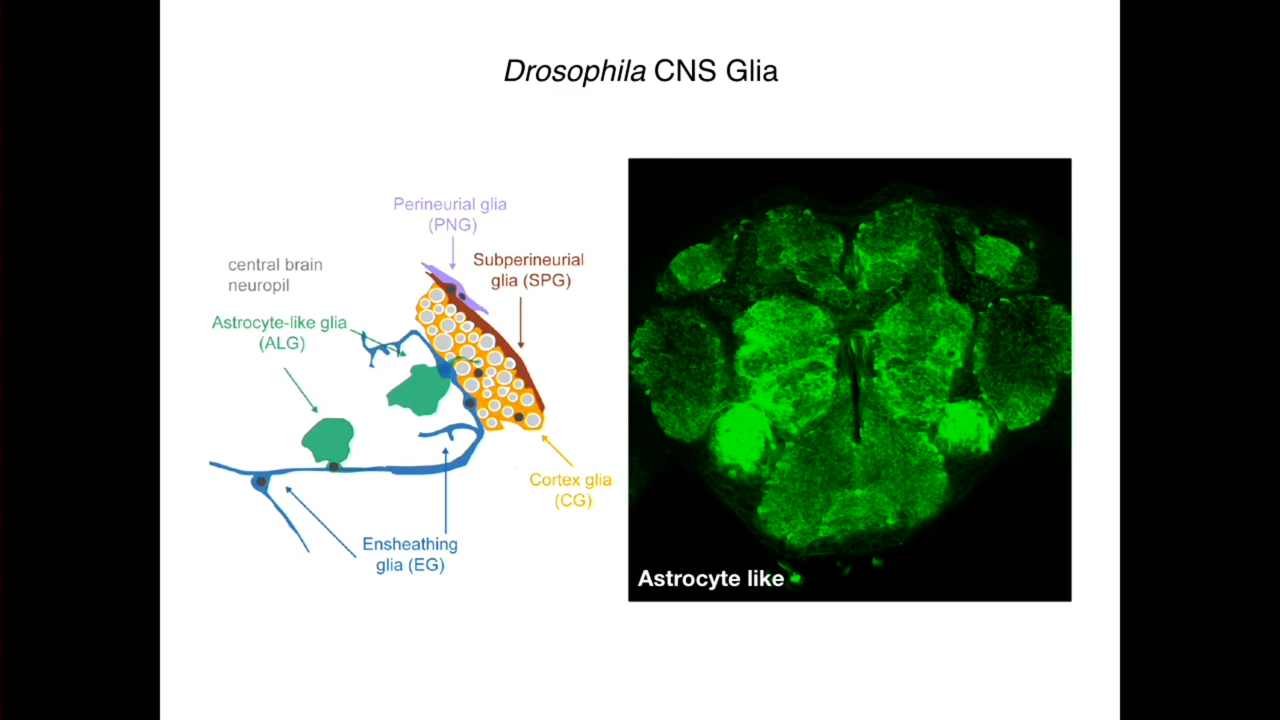 Drosophila CNS Glia
Perineurial glia
(PNG)
Subperineurial
glia (SPG)
central brain
neuropil
Astrocyte-like glia
(ALG)
Cortex glia
(CG)
Ensheathing
glia (EG)
Astrocyte like